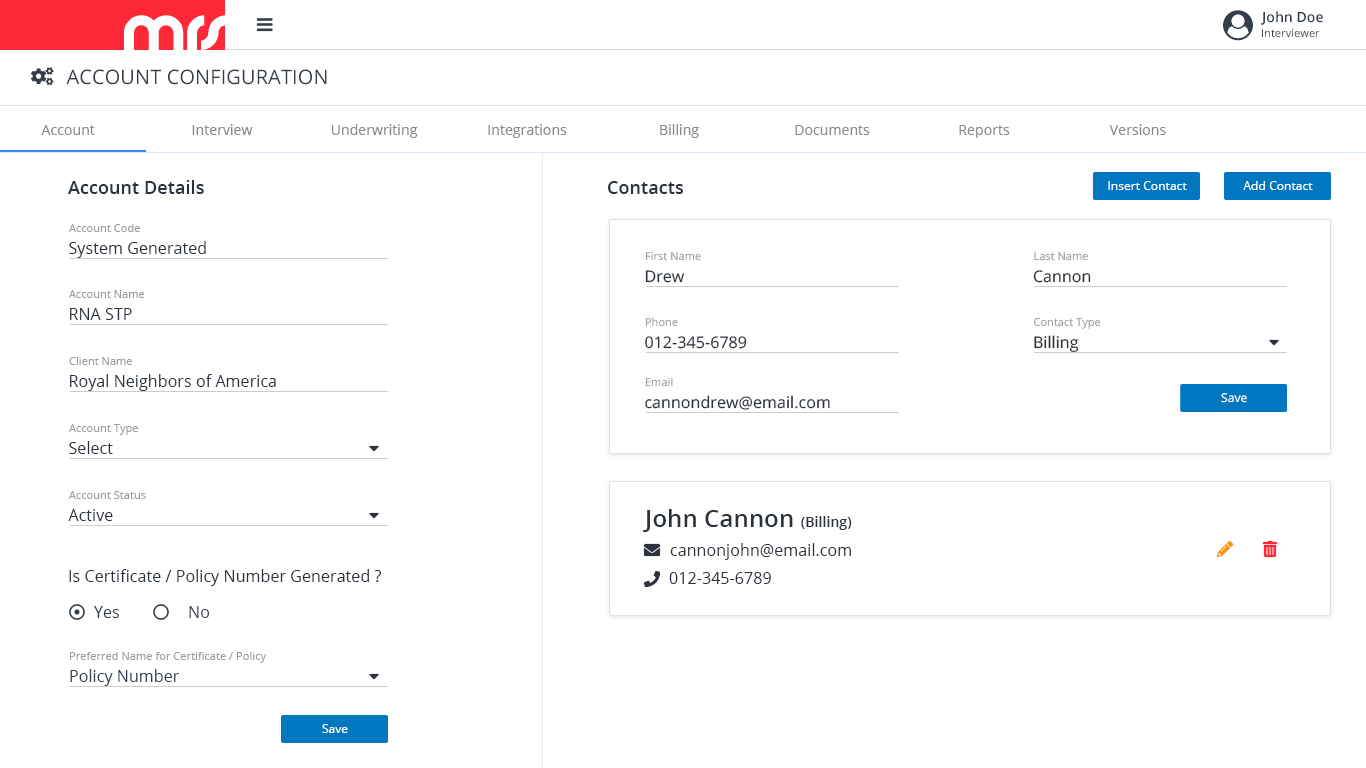 mrs
John Doe
Interviewer
ACCOUNT CONFIGURATION
Account Interview Underwriting Integrations Billing Documents Reports Versions
Account Details
Account Code
System Generated
Account Name
RNA STP
Client Name
Royal Neighbors of America
Account Type
Select
Account Status
Active
Is Certificate / Policy Number Generated ?
Yes No
Preferred Name for Certificate / Policy
Policy Number
Save
Contacts
Insert Contact Add Contact
First Name Last Name
Drew Cannon
Phone Contact Type
012-345-6789 Billing
Email
cannondrew@email.com
Save
John Cannon (Billing)
cannonjohn@email.com
012-345-6789